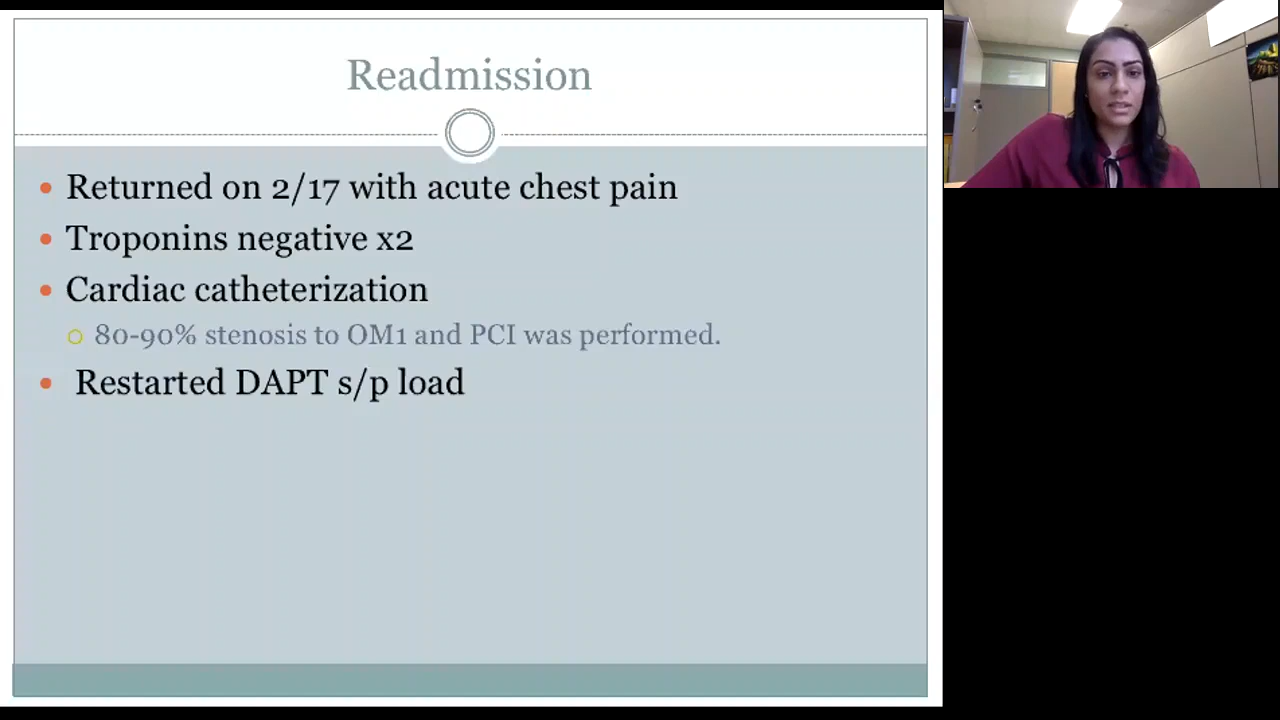 Readmission
Returned on 2/17 with acute chest pain
Troponins negative x2
Cardiac catheterization
80-90% stenosis to OM1 and PCI was performed.
Restarted DAPT s/p load